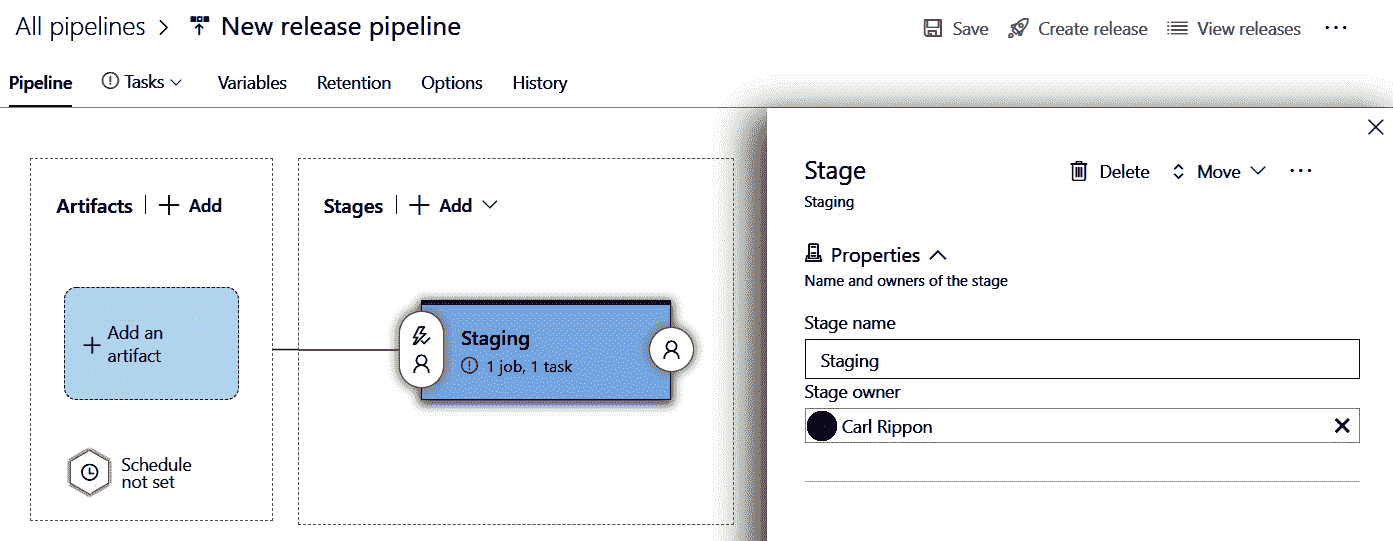 All pipelines > New release pipeline
Save Create release View releases ...
Pipeline Tasks Variables Retention Options History
Artifacts | + Add
Stages | + Add
+ Add an
artifact
Schedule
not set
Staging
1 job, 1 task
Stage
Delete Move ...
Staging
Properties
Name and owners of the stage
Stage name
Staging
Stage owner
Carl Rippon